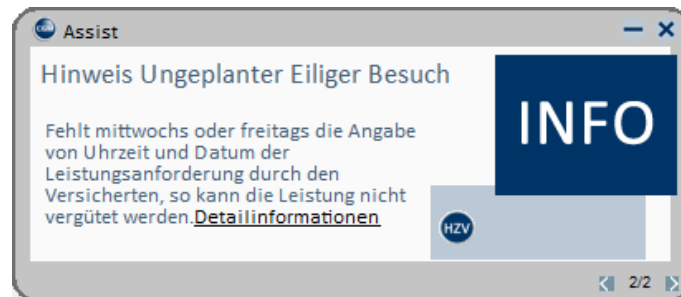 CGM Assist
Hinweis Ungeplanter Eiliger Besuch
INFO
Fehlt mittwochs oder freitags die Angabe
von Uhrzeit und Datum der
Leistungsanforderung durch den
Versicherten, so kann die Leistung nicht
vergütet werden.Detailinformationen
HZV
2/2